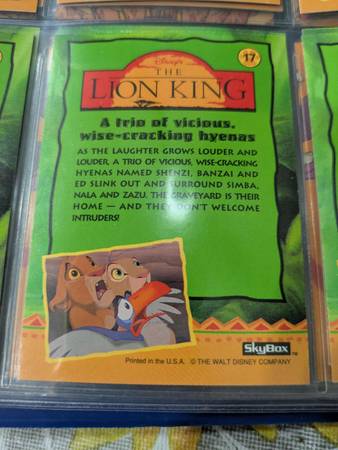 Disney's
17
THE
LION KING
A trio of vicious,
wise-cracking hyenas
AS THE LAUGHTER GROWS LOUDER AND
LOUDER, A TRIO OF VICIOUS, WISE-CRACKING
HYENAS NAMED SHENZI, BANZAI AND
ED SLINK OUT AND SURROUND SIMBA,
NALA AND ZAZU. THE GRAVEYARD IS THEIR
HOME — AND THEY DON'T WELCOME
INTRUDERS!
SkyBox™
Printed in the U.S.A. © THE WALT DISNEY COMPANY